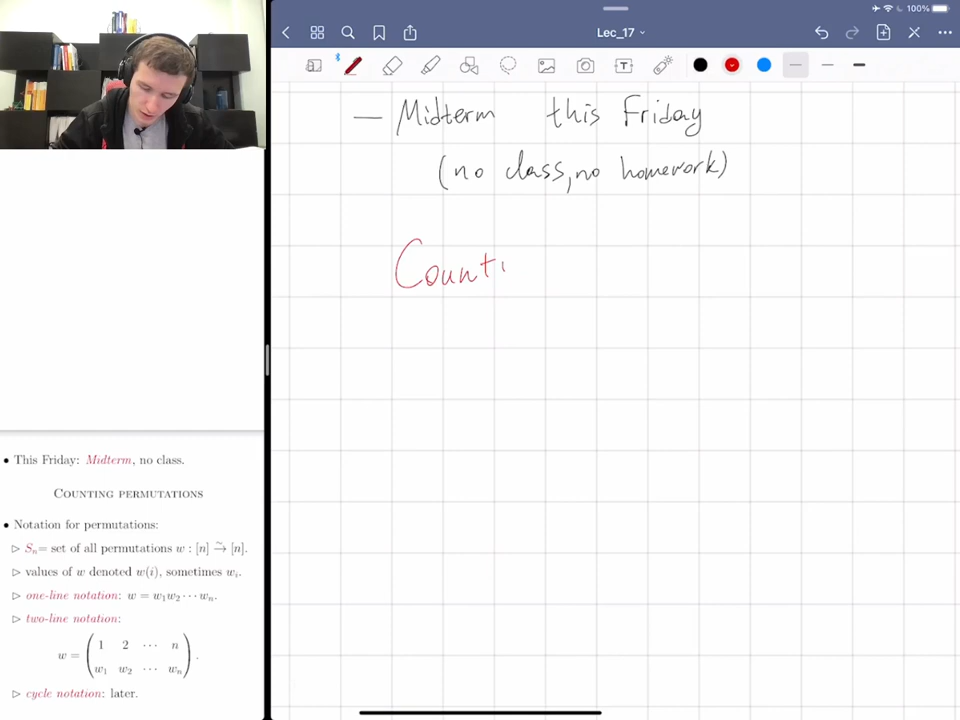 100%
Lec_17
— Midterm this Friday
(no class, no homework)
Counti
• This Friday: Midterm, no class.
COUNTING PERMUTATIONS
• Notation for permutations:
▷ Sₙ= set of all permutations w : [n] →~ [n].
▷ values of w denoted w(i), sometimes wᵢ.
▷ one-line notation: w = w₁w₂ ··· wₙ.
▷ two-line notation:
w = ( 1 2 ··· n
w₁ w₂ ··· wₙ ) .
▷ cycle notation: later.